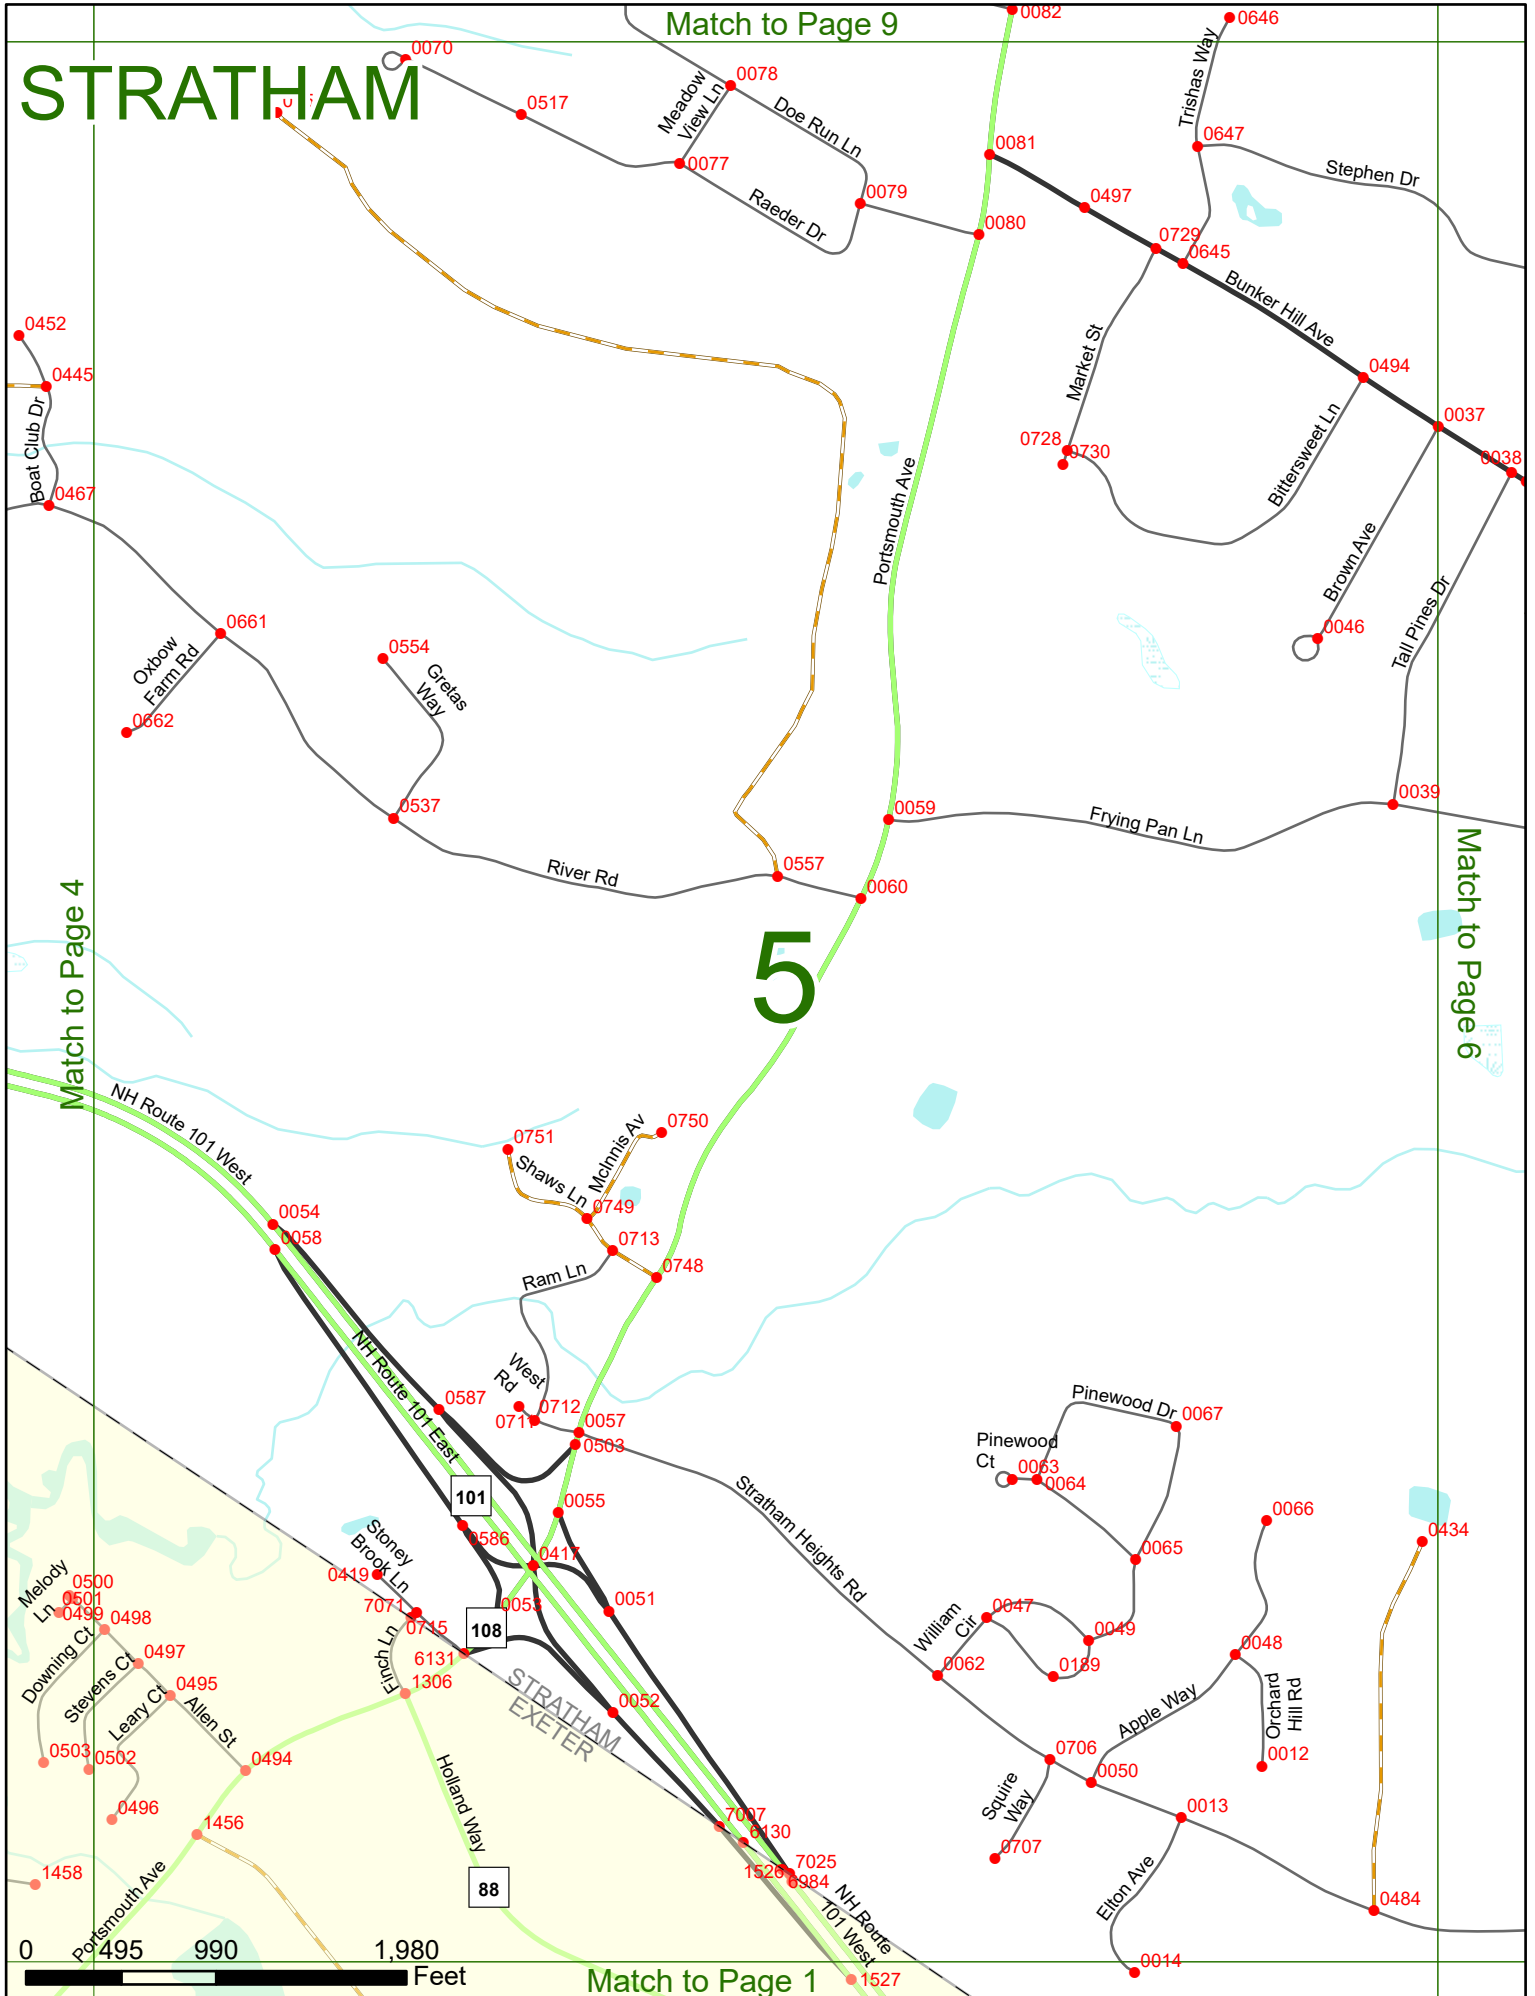 Match to Page 9
STRATHAM
0082
0646
0070
0078
0517
Meadow
View Ln
Doe Run Ln
Trishas Way
0647
0081
0077
Stephen Dr
0079
0497
Raeder Dr
0080
0729
0645
Bunker Hill Ave
0452
0445
Market St
0494
Boat Club Dr
0037
0728
0730
Bittersweet Ln
0038
0467
Portsmouth Ave
Brown Ave
Tall Pines Dr
0661
0046
Oxbow
Farm Rd
0554
Gretas
Way
0662
0537
0059
0039
Frying Pan Ln
0557
River Rd
0060
Match to Page 4
5
Match to Page 6
NH Route 101 West
0751
McInnis Av
0750
Shaws Ln
0749
0054
0058
0713
Ram Ln
0748
NH Route 101 East
West
Rd
0587
0712
0711
0057
0503
Pinewood Dr
0067
Pinewood
Ct
0063
0064
101
0055
Stratham Heights Rd
0066
0434
Stoney
Brook Ln
0586
0417
0065
0419
Melody
Ln
0500
0501
0499
0498
7071
0715
0053
0051
William
Cir
0047
108
0049
Downing Ct
0497
Finch Ln
6131
0048
Stevens Ct
0495
0062
0189
Leary Ct
Allen St
1306
STRATHAM
EXETER
0052
Apple Way
Orchard
Hill Rd
0503
0502
0494
0706
0012
0050
Holland Way
Squire
Way
0496
1456
7007
6130
0013
0707
1458
1526
7025
6984
88
Portsmouth Ave
NH Route
101 West
Elton Ave
0484
0
495
990
1,980
Feet
Match to Page 1
1527
0014